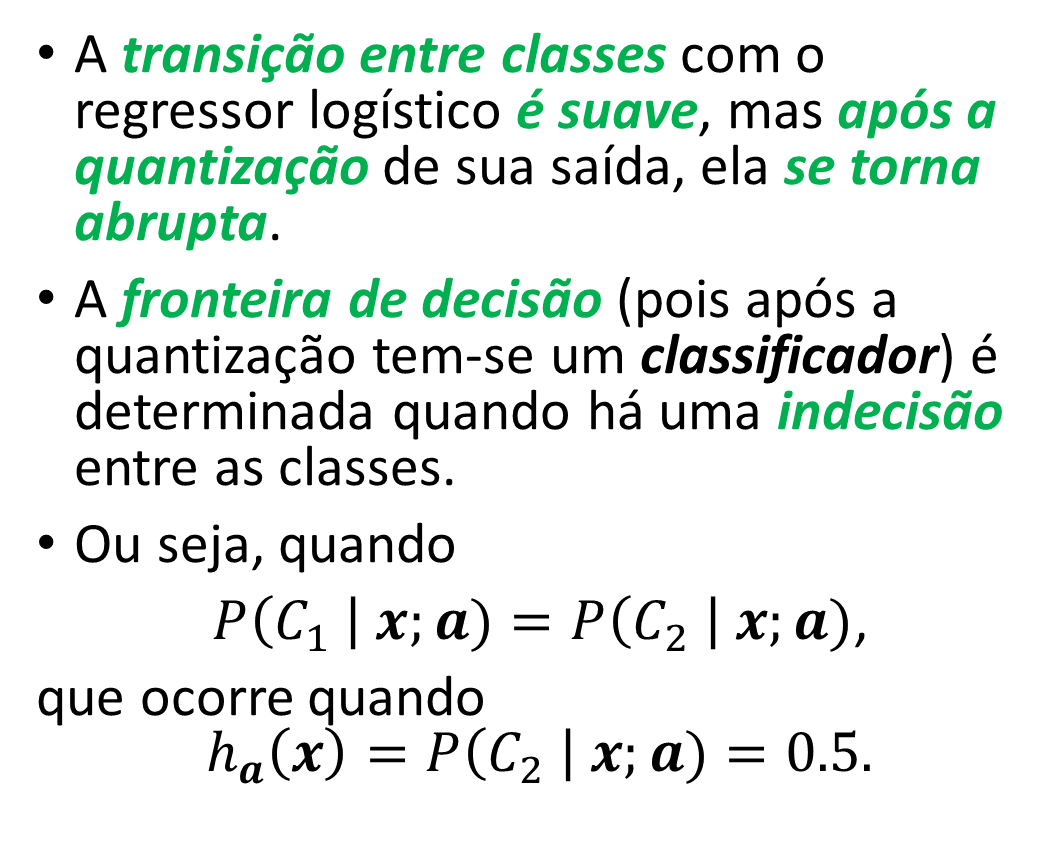 • A transição entre classes com o
regressor logístico é suave, mas após a
quantização de sua saída, ela se torna
abrupta.
• A fronteira de decisão (pois após a
quantização tem-se um classificador) é
determinada quando há uma indecisão
entre as classes.
• Ou seja, quando
P(C₁ | x; a) = P(C₂ | x; a),
que ocorre quando
hₐ(x) = P(C₂ | x; a) = 0.5.